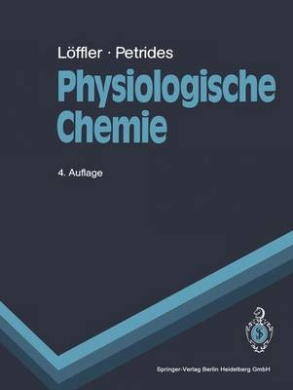 Löffler · Petrides
Physiologische
Chemie
4. Auflage
Springer-Verlag Berlin Heidelberg GmbH